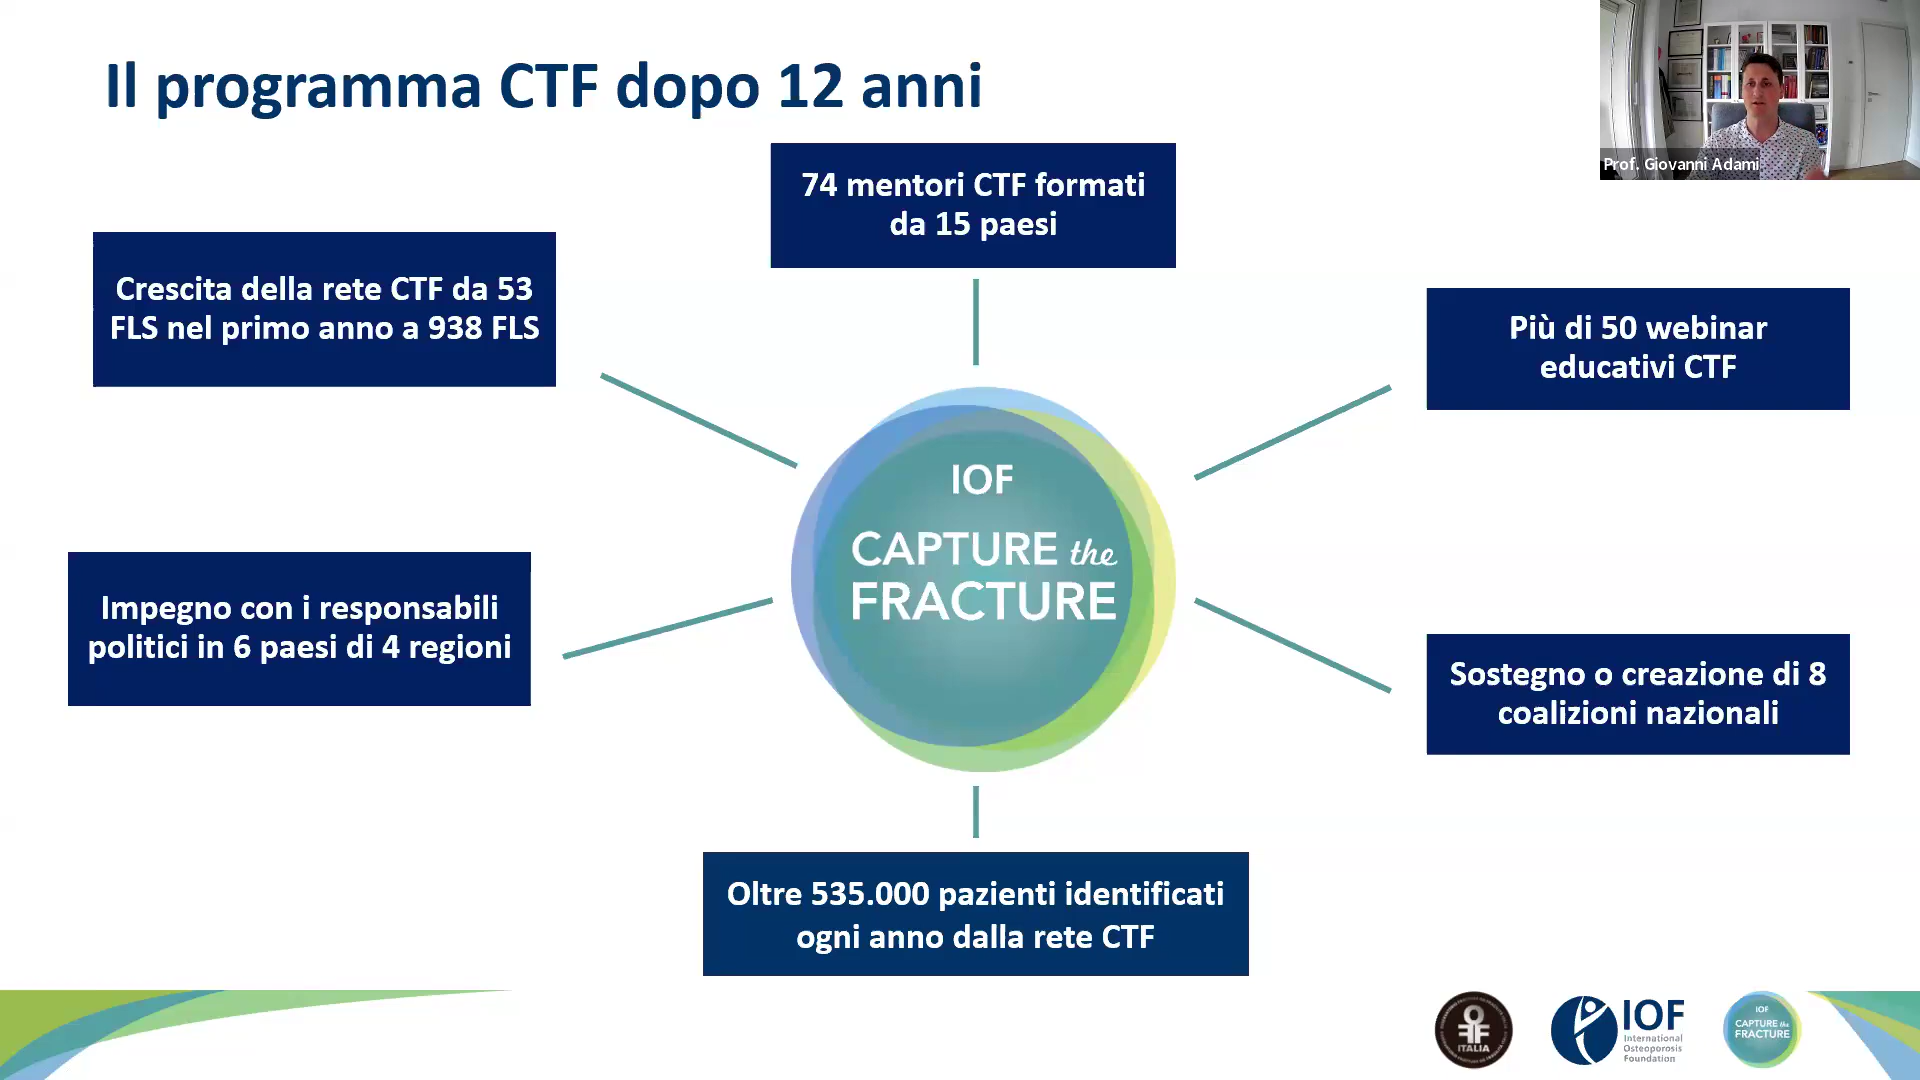 Il programma CTF dopo 12 anni
Prof. Giovanni Adami
74 mentori CTF formati
da 15 paesi
Crescita della rete CTF da 53
FLS nel primo anno a 938 FLS
Più di 50 webinar
educativi CTF
IOF
CAPTURE the
FRACTURE
Impegno con i responsabili
politici in 6 paesi di 4 regioni
Sostegno o creazione di 8
coalizioni nazionali
Oltre 535.000 pazienti identificati
ogni anno dalla rete CTF
ITALIA
IOF
International
Osteoporosis
Foundation
IOF
CAPTURE the
FRACTURE